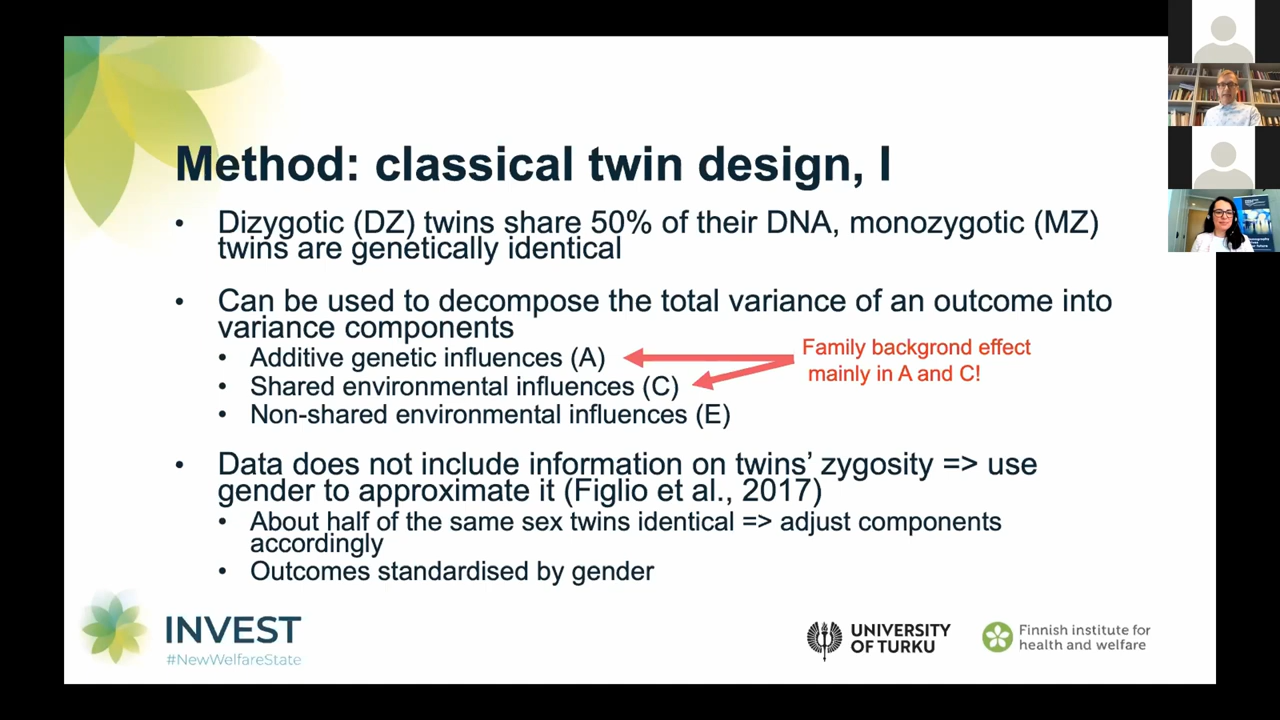 Method: classical twin design, I
• Dizygotic (DZ) twins share 50% of their DNA, monozygotic (MZ)
twins are genetically identical
• Can be used to decompose the total variance of an outcome into
variance components
• Additive genetic influences (A)
• Shared environmental influences (C)
• Non-shared environmental influences (E)
Family backgrond effect
mainly in A and C!
• Data does not include information on twins’ zygosity => use
gender to approximate it (Figlio et al., 2017)
• About half of the same sex twins identical => adjust components
accordingly
• Outcomes standardised by gender
INVEST
#NewWelfareState
UNIVERSITY
OF TURKU
Finnish institute for
health and welfare